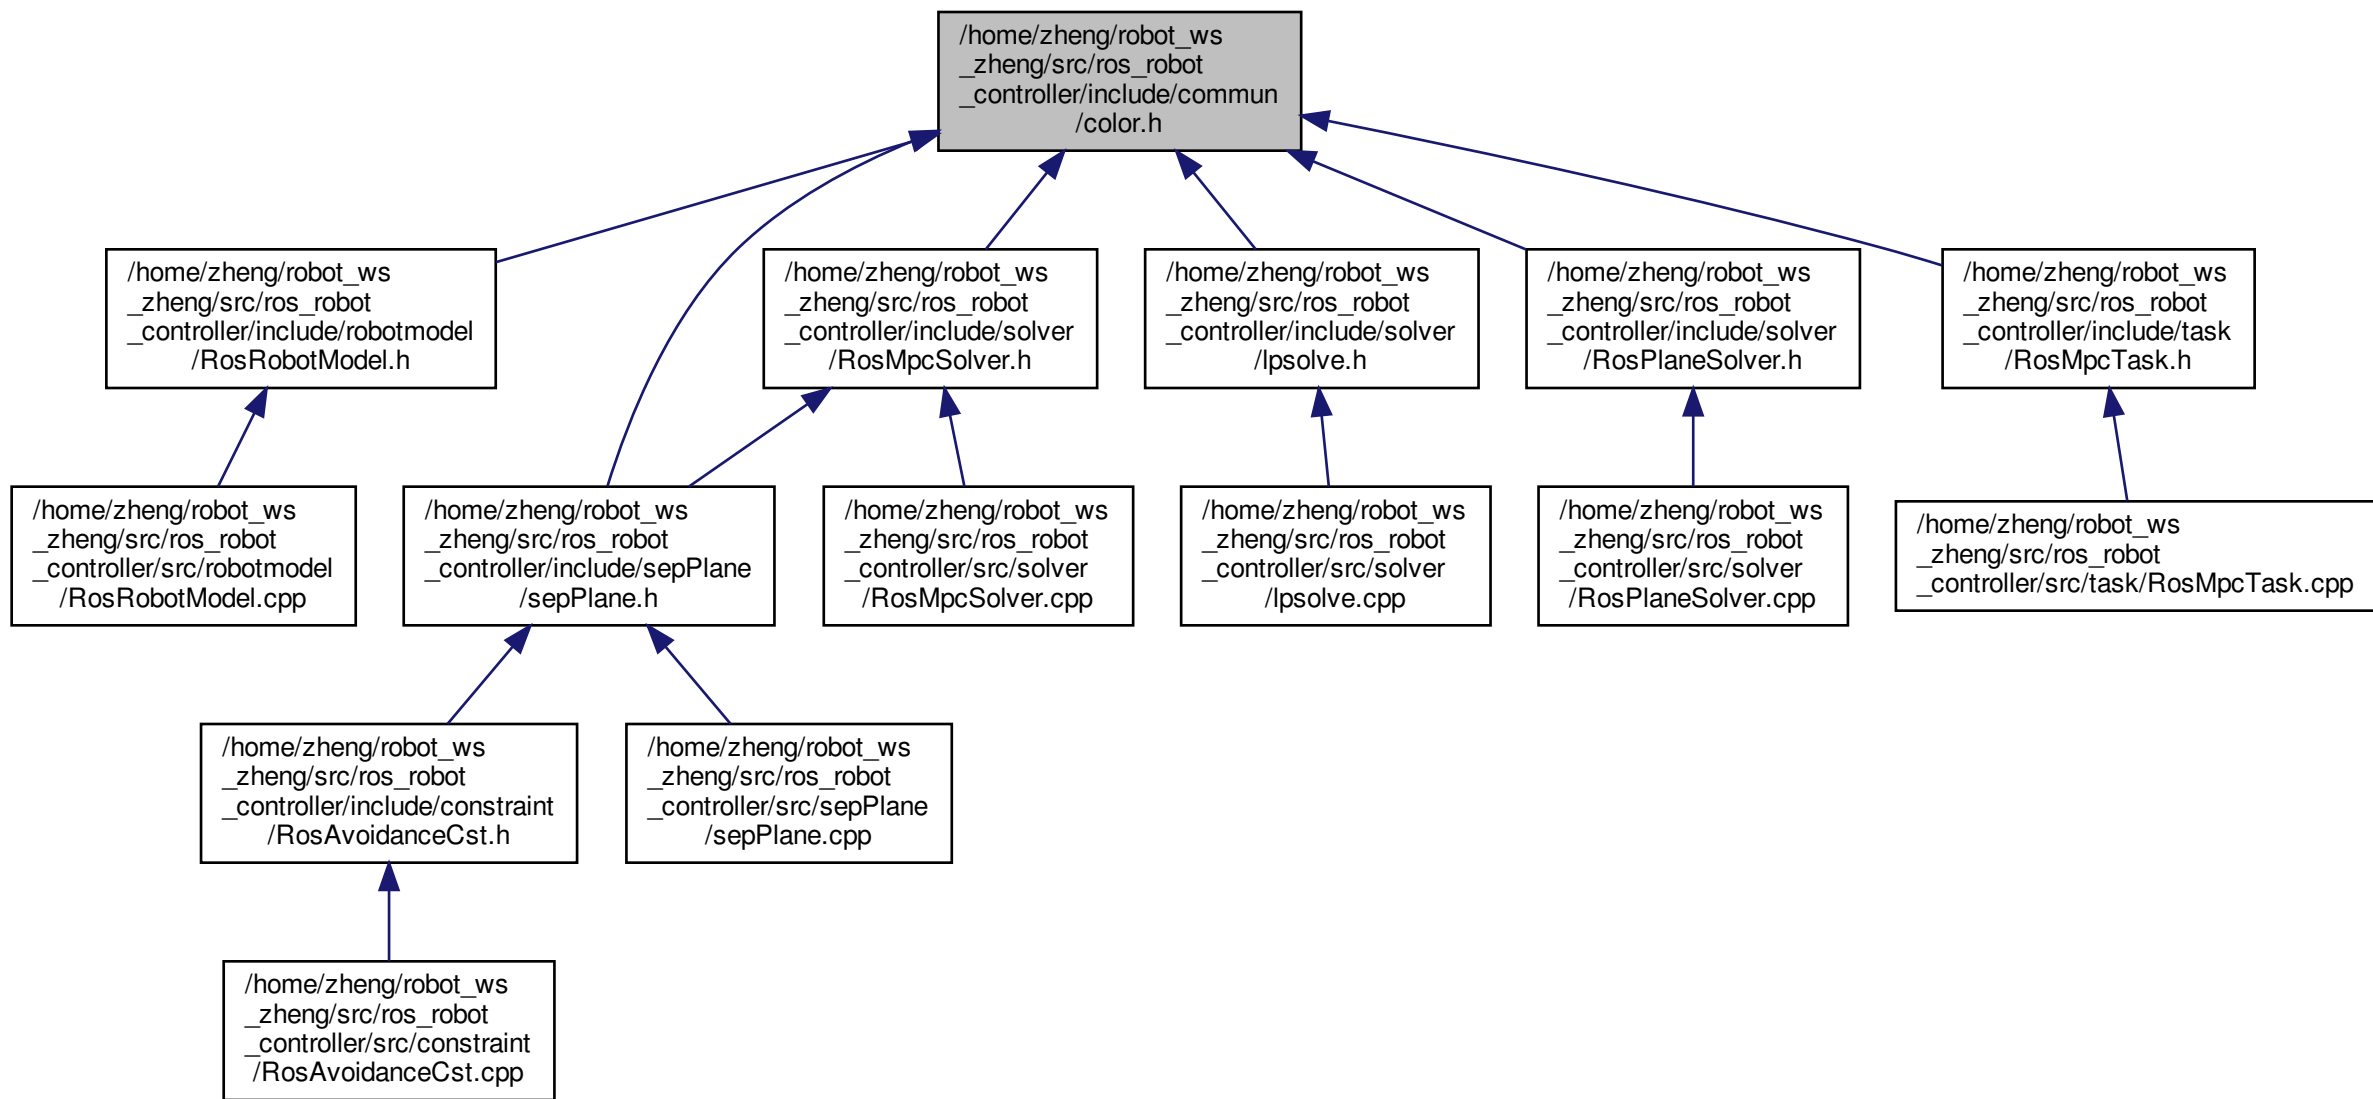 /home/zheng/robot_ws
_zheng/src/ros_robot
_controller/include/commun
/color.h
/home/zheng/robot_ws
_zheng/src/ros_robot
_controller/include/robotmodel
/RosRobotModel.h
/home/zheng/robot_ws
_zheng/src/ros_robot
_controller/include/solver
/RosMpcSolver.h
/home/zheng/robot_ws
_zheng/src/ros_robot
_controller/include/solver
/lpsolve.h
/home/zheng/robot_ws
_zheng/src/ros_robot
_controller/include/solver
/RosPlaneSolver.h
/home/zheng/robot_ws
_zheng/src/ros_robot
_controller/include/task
/RosMpcTask.h
/home/zheng/robot_ws
_zheng/src/ros_robot
_controller/src/robotmodel
/RosRobotModel.cpp
/home/zheng/robot_ws
_zheng/src/ros_robot
_controller/include/sepPlane
/sepPlane.h
/home/zheng/robot_ws
_zheng/src/ros_robot
_controller/src/solver
/RosMpcSolver.cpp
/home/zheng/robot_ws
_zheng/src/ros_robot
_controller/src/solver
/lpsolve.cpp
/home/zheng/robot_ws
_zheng/src/ros_robot
_controller/src/solver
/RosPlaneSolver.cpp
/home/zheng/robot_ws
_zheng/src/ros_robot
_controller/src/task/RosMpcTask.cpp
/home/zheng/robot_ws
_zheng/src/ros_robot
_controller/include/constraint
/RosAvoidanceCst.h
/home/zheng/robot_ws
_zheng/src/ros_robot
_controller/src/sepPlane
/sepPlane.cpp
/home/zheng/robot_ws
_zheng/src/ros_robot
_controller/src/constraint
/RosAvoidanceCst.cpp